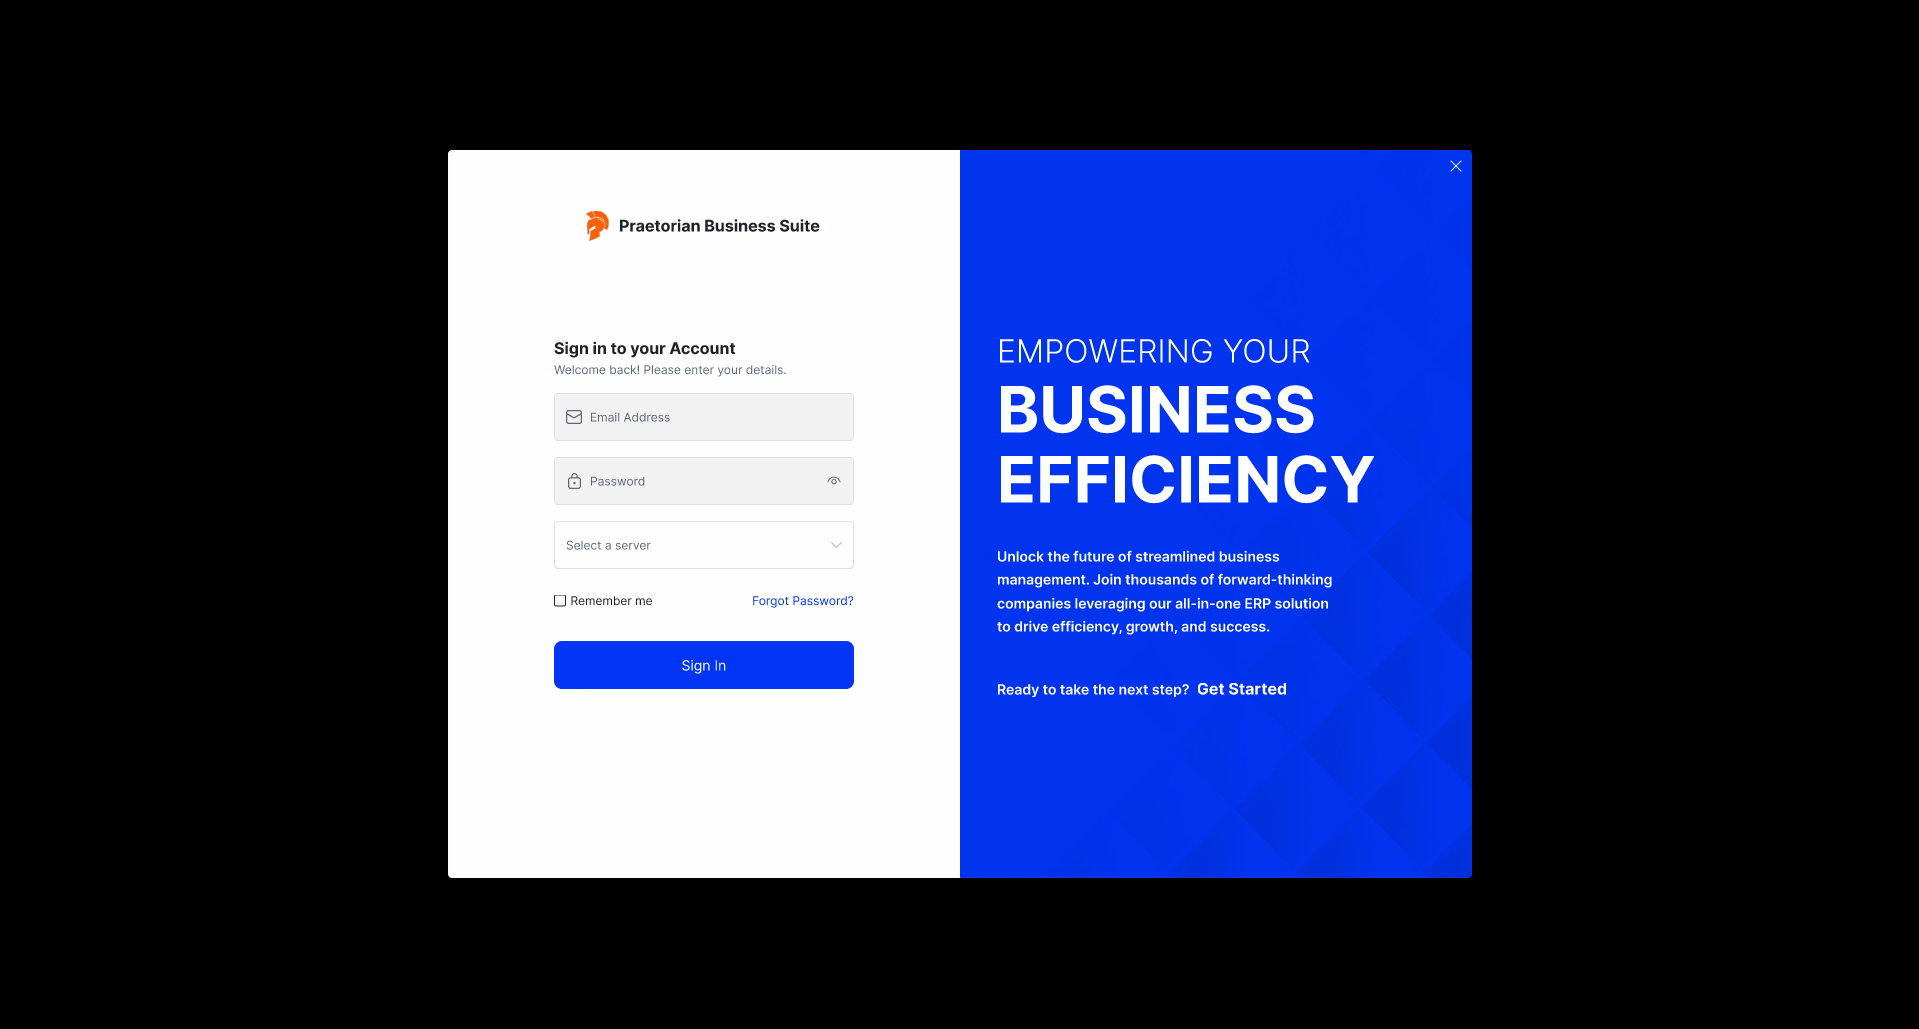 Praetorian Business Suite
Sign in to your Account
Welcome back! Please enter your details.
Email Address
Password
Select a server
Remember me
Forgot Password?
Sign In
EMPOWERING YOUR
BUSINESS
EFFICIENCY
Unlock the future of streamlined business
management. Join thousands of forward-thinking
companies leveraging our all-in-one ERP solution
to drive efficiency, growth, and success.
Ready to take the next step? Get Started